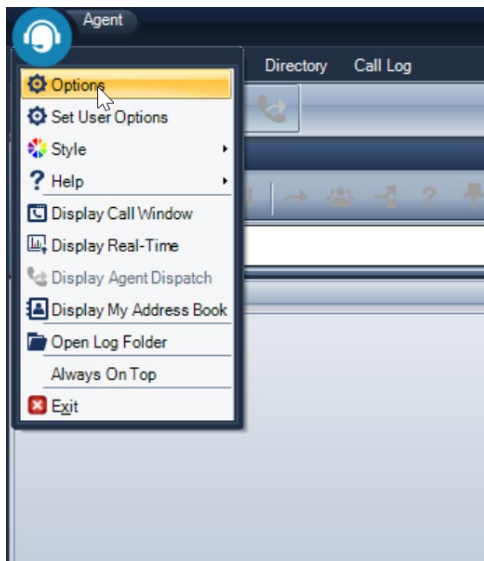 Agent
Directory Call Log
Options
Set User Options
Style
? Help
Display Call Window
Display Real-Time
Display Agent Dispatch
Display My Address Book
Open Log Folder
Always On Top
Exit
?